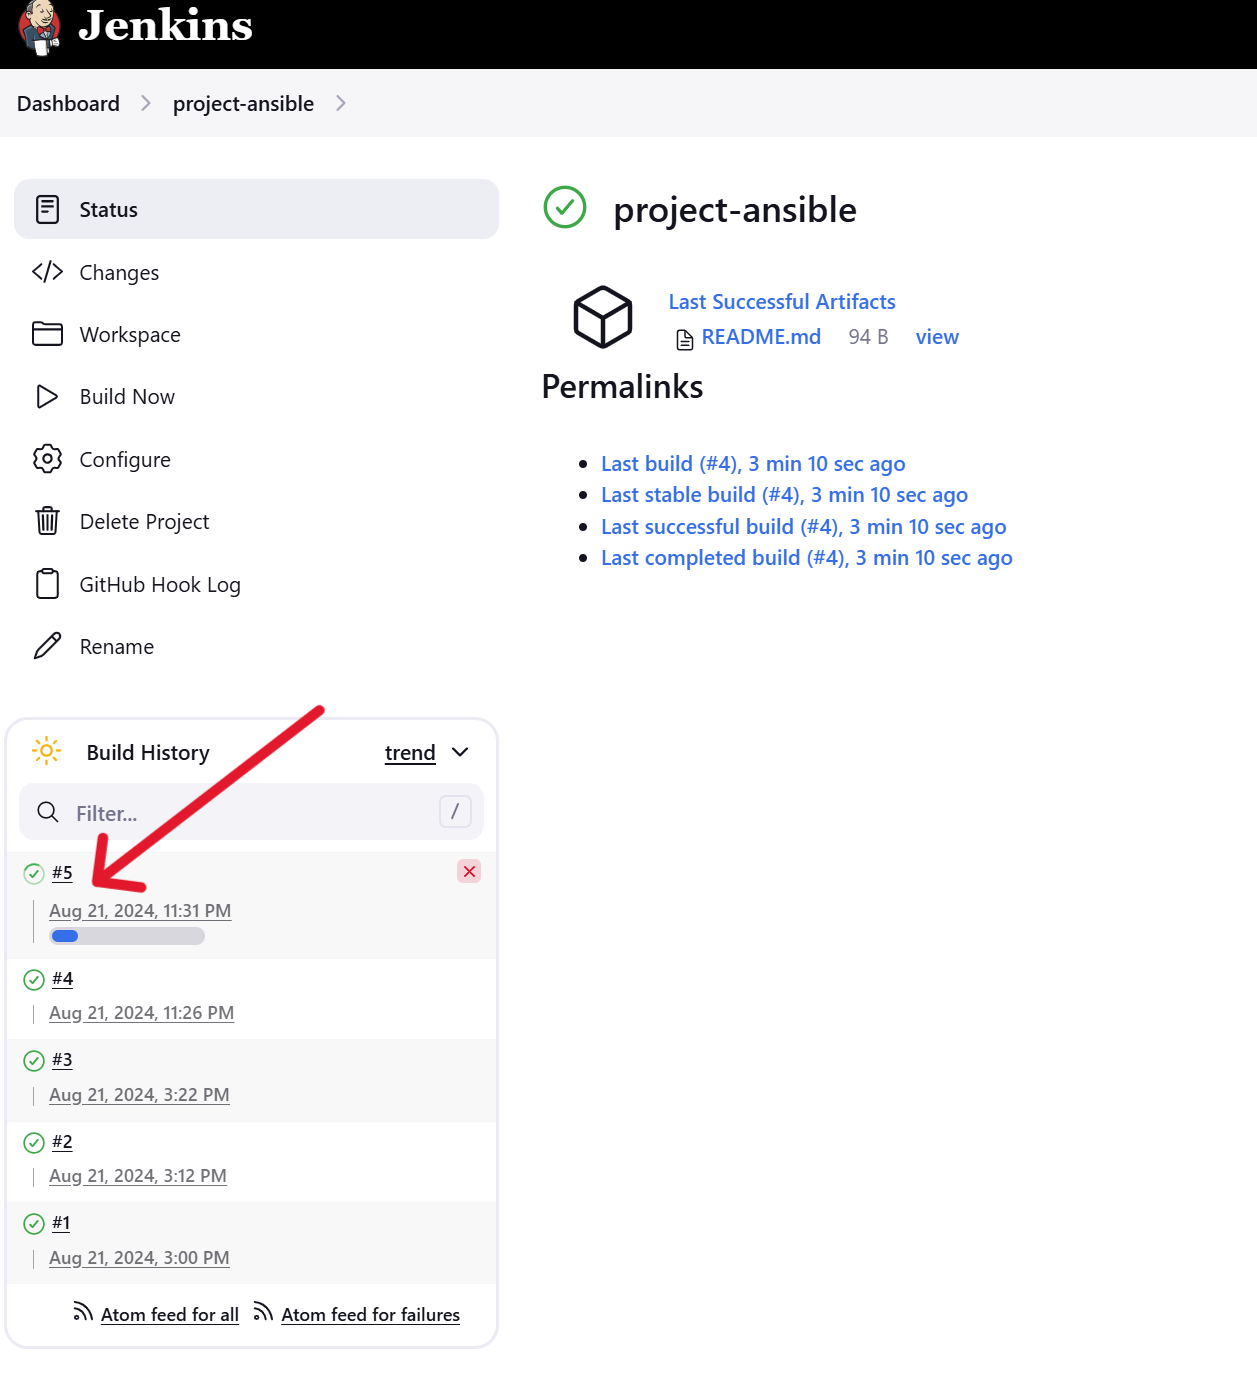 Jenkins
Dashboard project-ansible
Status
Changes
Workspace
Build Now
Configure
Delete Project
GitHub Hook Log
Rename
project-ansible
Last Successful Artifacts
README.md 94 B view
Permalinks
Last build (#4), 3 min 10 sec ago
Last stable build (#4), 3 min 10 sec ago
Last successful build (#4), 3 min 10 sec ago
Last completed build (#4), 3 min 10 sec ago
Build History trend
Filter... /
#5
Aug 21, 2024, 11:31 PM
#4
Aug 21, 2024, 11:26 PM
#3
Aug 21, 2024, 3:22 PM
#2
Aug 21, 2024, 3:12 PM
#1
Aug 21, 2024, 3:00 PM
Atom feed for all Atom feed for failures